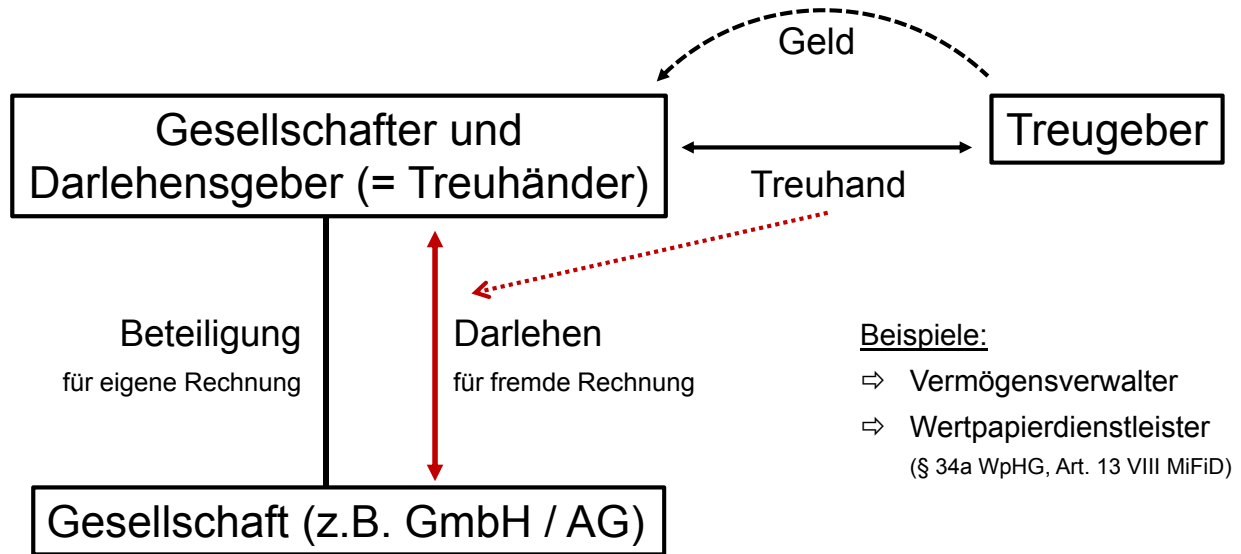 Geld
Gesellschafter und
Darlehensgeber (= Treuhänder)
Treugeber
Treuhand
Beteiligung
für eigene Rechnung
Darlehen
für fremde Rechnung
Beispiele:
⇨ Vermögensverwalter
⇨ Wertpapierdienstleister
(§ 34a WpHG, Art. 13 VIII MiFiD)
Gesellschaft (z.B. GmbH / AG)